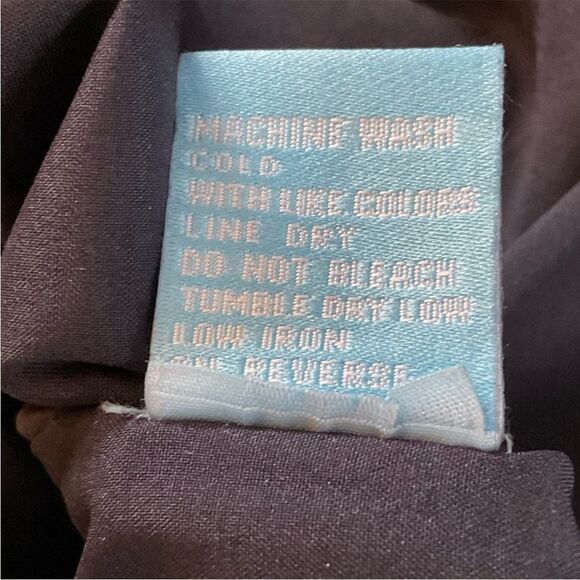 MACHINE WASH
COLD
WITH LIKE COLORS
LINE DRY
DO NOT BLEACH
TUMBLE DRY LOW
LOW IRON
ON REVERSE